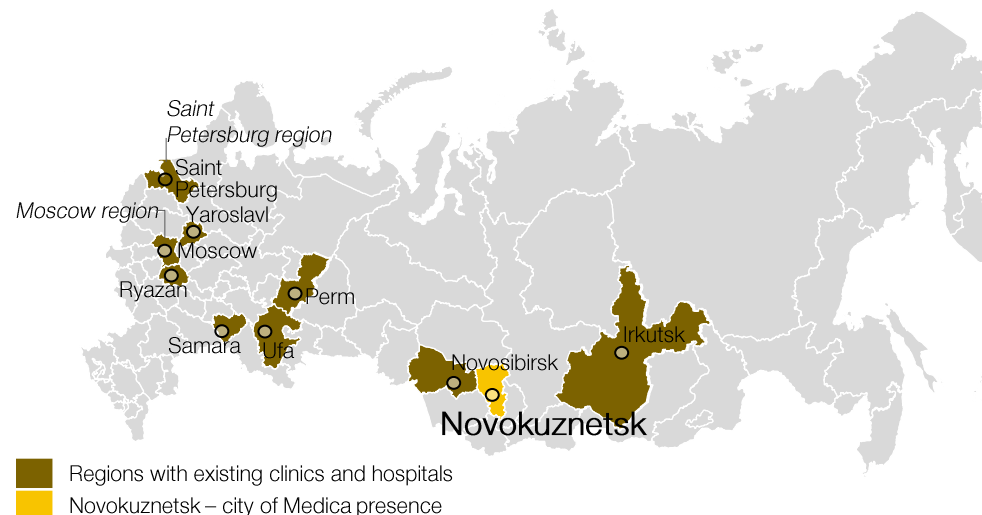 Saint
Petersburg region
Saint
Petersburg
Moscow region
Yaroslavl
Moscow
Ryazan
Perm
Samara
Ufa
Irkutsk
Novosibirsk
Novokuznetsk
Regions with existing clinics and hospitals
Novokuznetsk – city of Medica presence